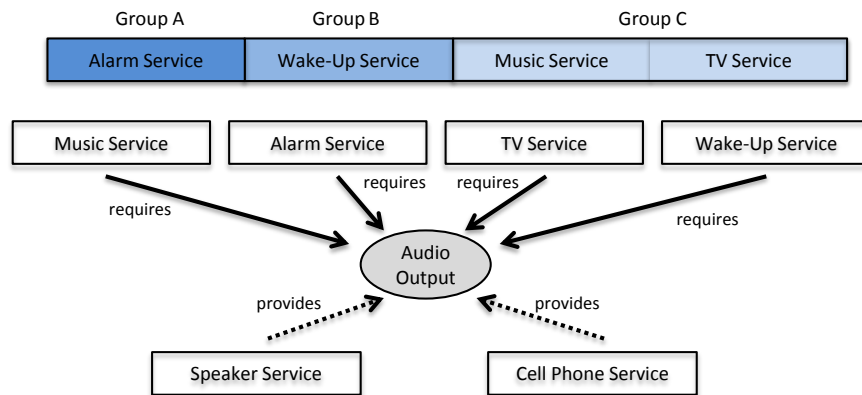 Group A
Group B
Group C
Alarm Service
Wake-Up Service
Music Service
TV Service
Music Service
Alarm Service
TV Service
Wake-Up Service
requires
requires
requires
requires
Audio
Output
provides
provides
Speaker Service
Cell Phone Service